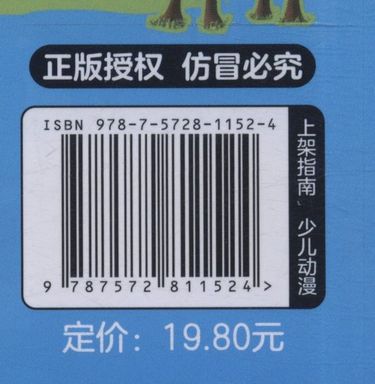 正版授权 仿冒必究
ISBN 978-7-5728-1152-4
上架指南、少儿动漫
9 787572 811524 >
定价：19.80元